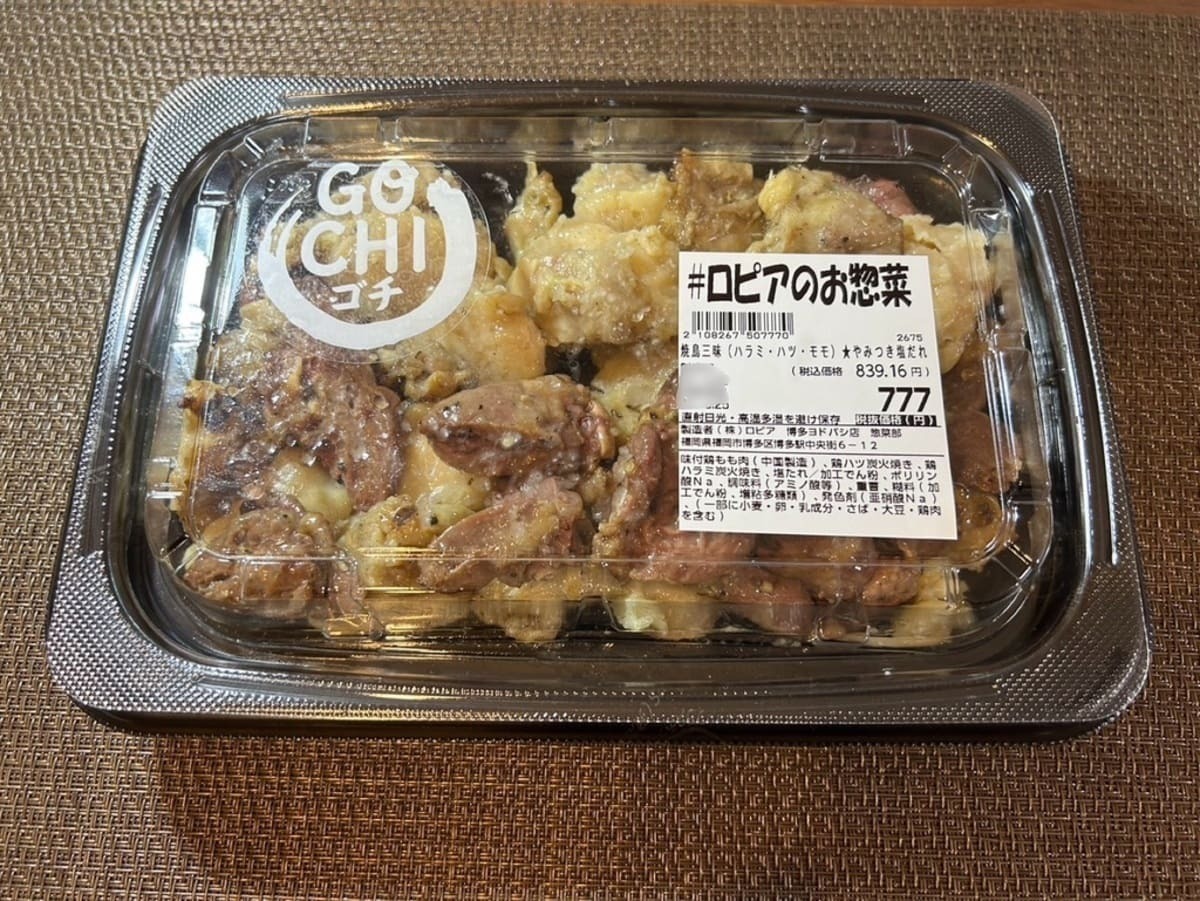 GO
CHI
ゴチ
#ロピアのお惣菜
2 108267 507770
2675
焼鳥三味(ハラミ・ハツ・モモ)★やみつき塩だれ
(税込価格 839.16円)
777
直射日光・高温多湿を避け保存 税抜価格(円)
製造者(株)ロピア 博多ヨドバシ店 惣菜部
福岡県福岡市博多区博多駅中央街6-12
味付鶏もも肉(中国製造)、鶏ハツ炭火焼き、鶏
ハラミ炭火焼き、塩たれ/加工でん粉、ポリリン
酸Na、調味料(アミノ酸等)、重曹、糊料(加
工でん粉、増粘多糖類)、発色剤(亜硝酸Na)
、(一部に小麦・卵・乳成分・さば・大豆・鶏肉
を含む)